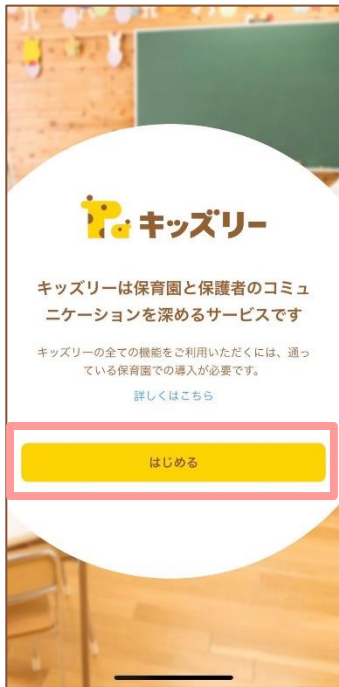 キッズリー
キッズリーは保育園と保護者のコミュ
ニケーションを深めるサービスです
キッズリーの全ての機能をご利用いただくには、通っ
ている保育園での導入が必要です。
詳しくはこちら
はじめる